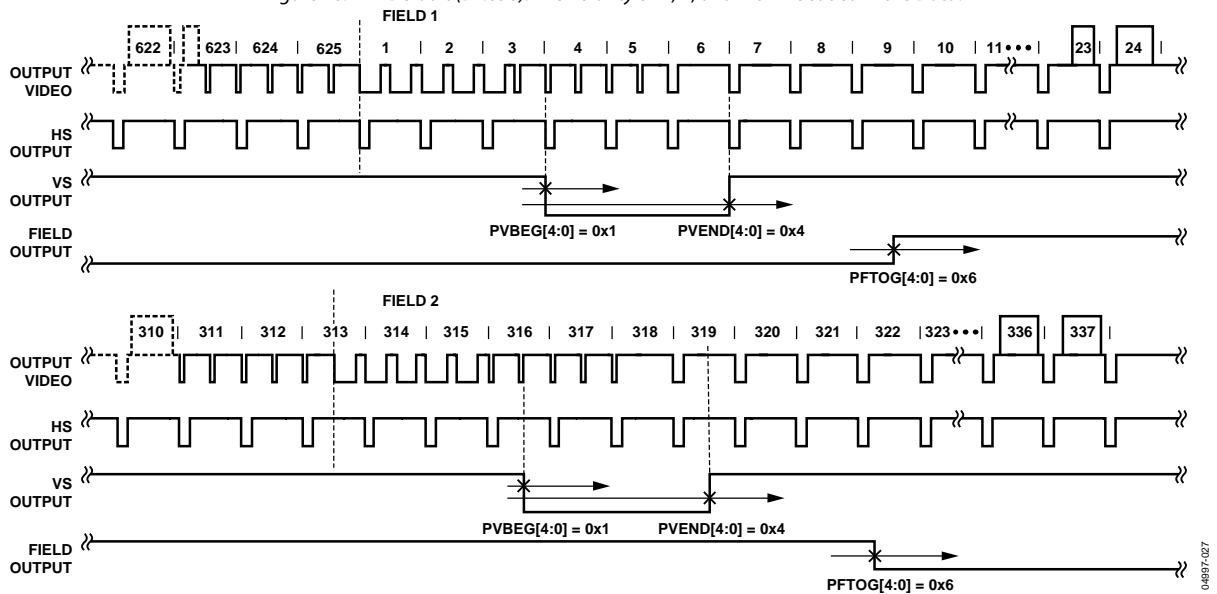 FIELD 1
622 | 623 | 624 | 625 | 1 | 2 | 3 | 4 | 5 | 6 | 7 | 8 | 9 | 10 | 11 ••• | 23 | 24 |
OUTPUT
VIDEO
HS
OUTPUT
VS
OUTPUT
PVBEG[4:0] = 0x1 PVEND[4:0] = 0x4
FIELD
OUTPUT
PFTOG[4:0] = 0x6
FIELD 2
310 | 311 | 312 | 313 | 314 | 315 | 316 | 317 | 318 | 319 | 320 | 321 | 322 | 323 ••• | 336 | 337 |
OUTPUT
VIDEO
HS
OUTPUT
VS
OUTPUT
PVBEG[4:0] = 0x1 PVEND[4:0] = 0x4
FIELD
OUTPUT
PFTOG[4:0] = 0x6
04997-027